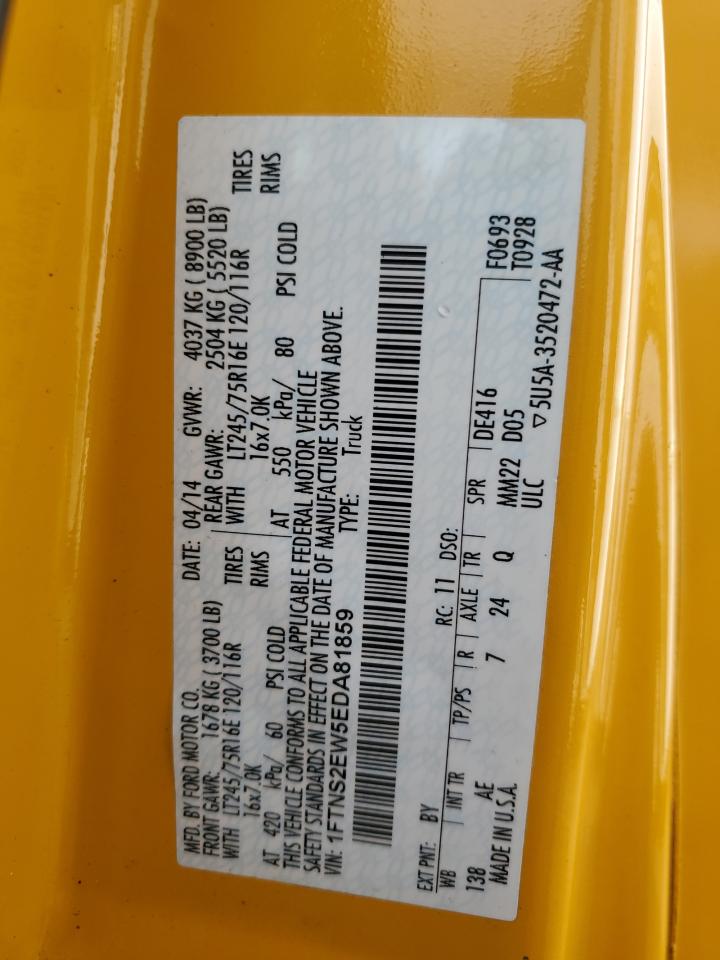 MFD. BY FORD MOTOR CO. DATE: 04/14 GVWR: 4037 KG ( 8900 LB)
FRONT GAWR: 1678 KG ( 3700 LB) REAR GAWR: 2504 KG ( 5520 LB)
WITH LT245/75R16E 120/116R TIRES WITH LT245/75R16E 120/116R TIRES
16x7.0K RIMS 16x7.0K RIMS
AT 420 kPa/ 60 PSI COLD AT 550 kPa/ 80 PSI COLD
THIS VEHICLE CONFORMS TO ALL APPLICABLE FEDERAL MOTOR VEHICLE
SAFETY STANDARDS IN EFFECT ON THE DATE OF MANUFACTURE SHOWN ABOVE.
VIN: 1FTNS2EW5EDA81859 TYPE: Truck
EXT PNT: BY RC: 11 DSO: F0693
WB INT TR TP/PS R AXLE TR SPR DE416 T0928
138 AE 7 24 Q MM22 D05
MADE IN U.S.A. ULC ▽5U5A-3520472-AA